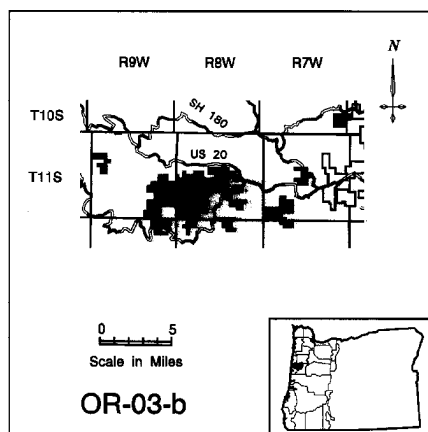 N
R9W R8W R7W
T10S
SH 180
US 20
T11S
0 5
Scale in Miles
OR-03-b